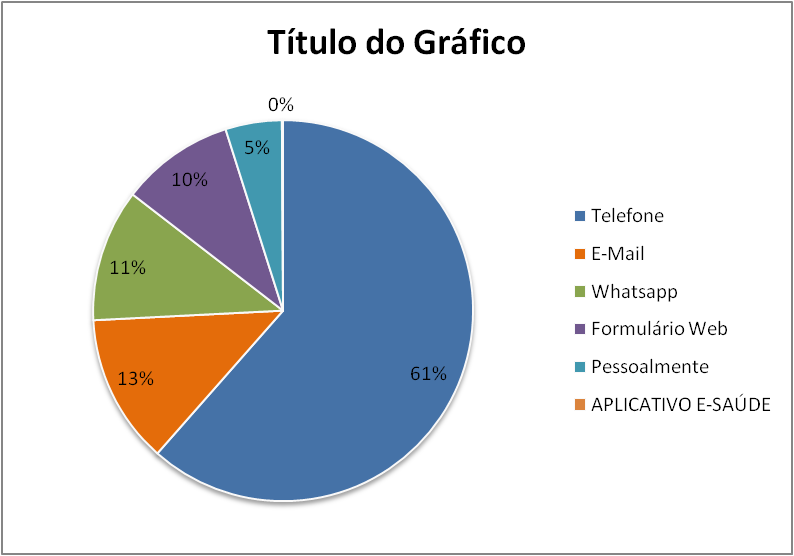 Título do Gráfico
0%
5%
10%
11%
13%
61%
Telefone
E-Mail
Whatsapp
Formulário Web
Pessoalmente
APLICATIVO E-SAÚDE